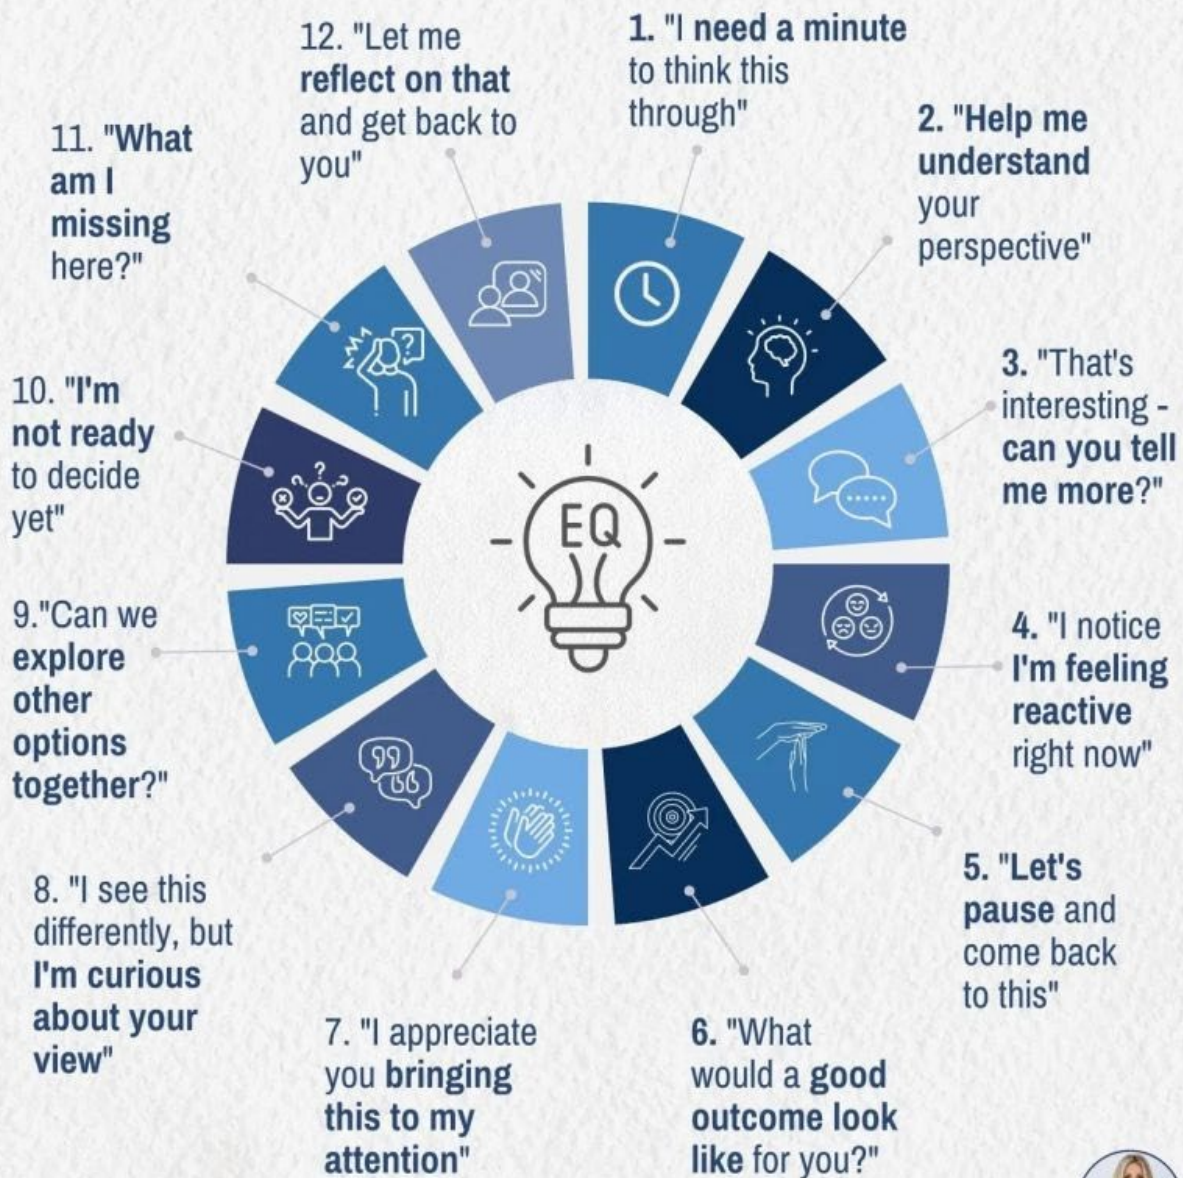 1. "I need a minute
to think this
through"
2. "Help me
understand
your
perspective"
3. "That's
interesting -
can you tell
me more?"
4. "I notice
I'm feeling
reactive
right now"
5. "Let's
pause and
come back
to this"
6. "What
would a good
outcome look
like for you?"
7. "I appreciate
you bringing
this to my
attention"
8. "I see this
differently, but
I'm curious
about your
view"
9."Can we
explore
other
options
together?"
10. "I'm
not ready
to decide
yet"
11. "What
am I
missing
here?"
12. "Let me
reflect on that
and get back to
you"
EQ